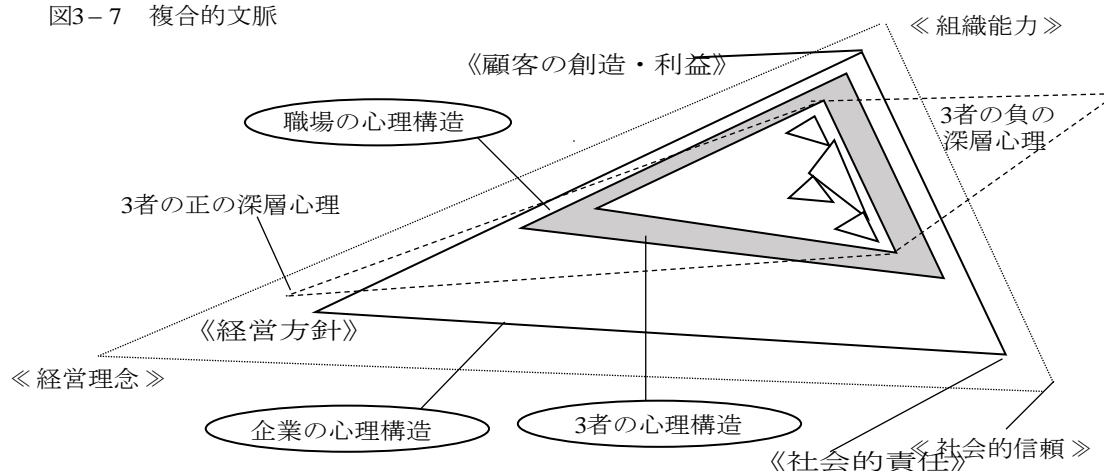 図3–7 複合的文脈
≪ 組織能力 ≫
《顧客の創造・利益》
職場の心理構造
3者の負の
深層心理
3者の正の深層心理
《経営方針》
≪ 経営理念 ≫
企業の心理構造
3者の心理構造
≪ 社会的信頼 ≫
《社会的責任》